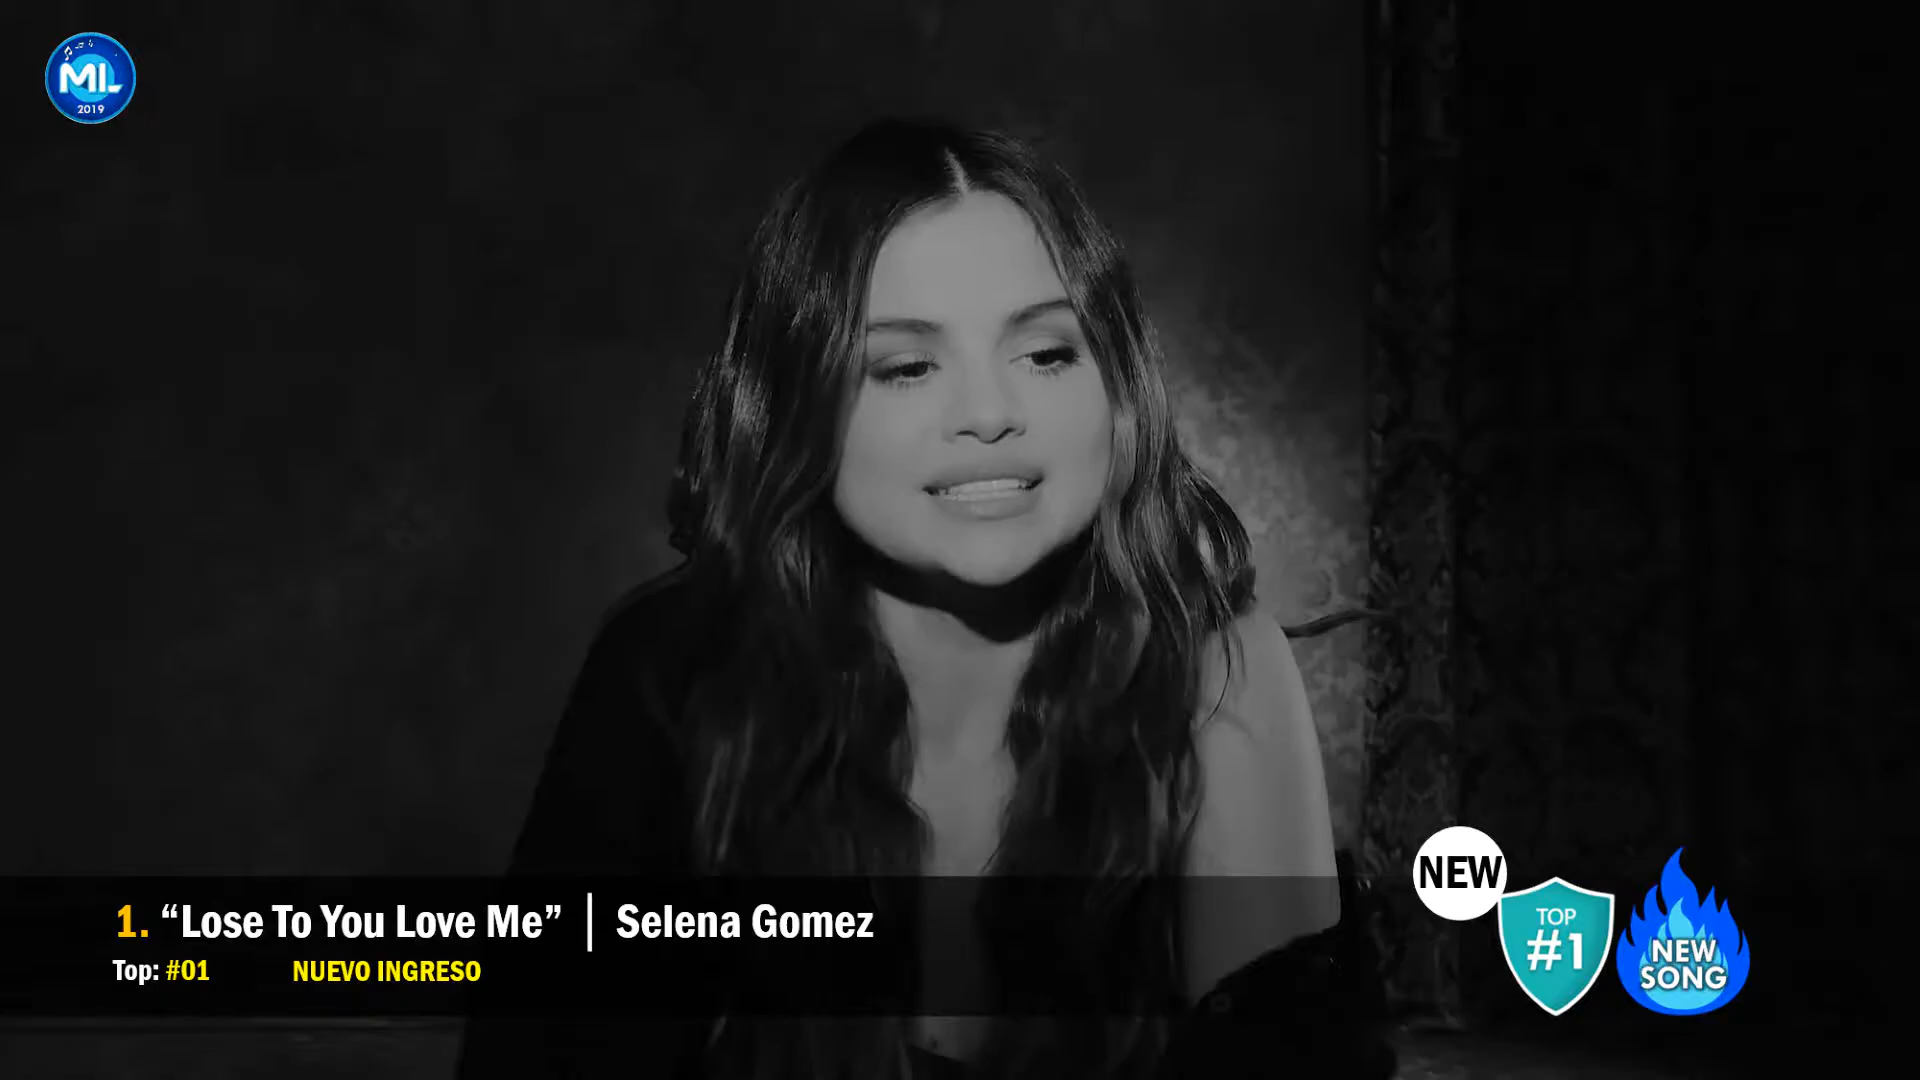 ML
2019
NEW
1. “Lose To You Love Me” | Selena Gomez
Top: #01 NUEVO INGRESO
TOP
#1
NEW
SONG